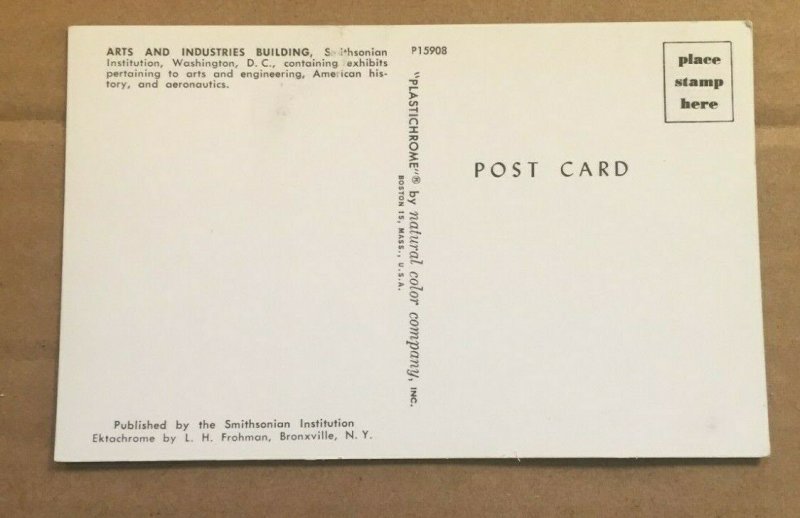 ARTS AND INDUSTRIES BUILDING, Smithsonian
Institution, Washington, D. C., containing exhibits
pertaining to arts and engineering, American his-
tory, and aeronautics.
P15908
"PLASTICHROME"® by natural color company, INC.
BOSTON 15, MASS., U.S.A.
place
stamp
here
POST CARD
Published by the Smithsonian Institution
Ektachrome by L. H. Frohman, Bronxville, N. Y.